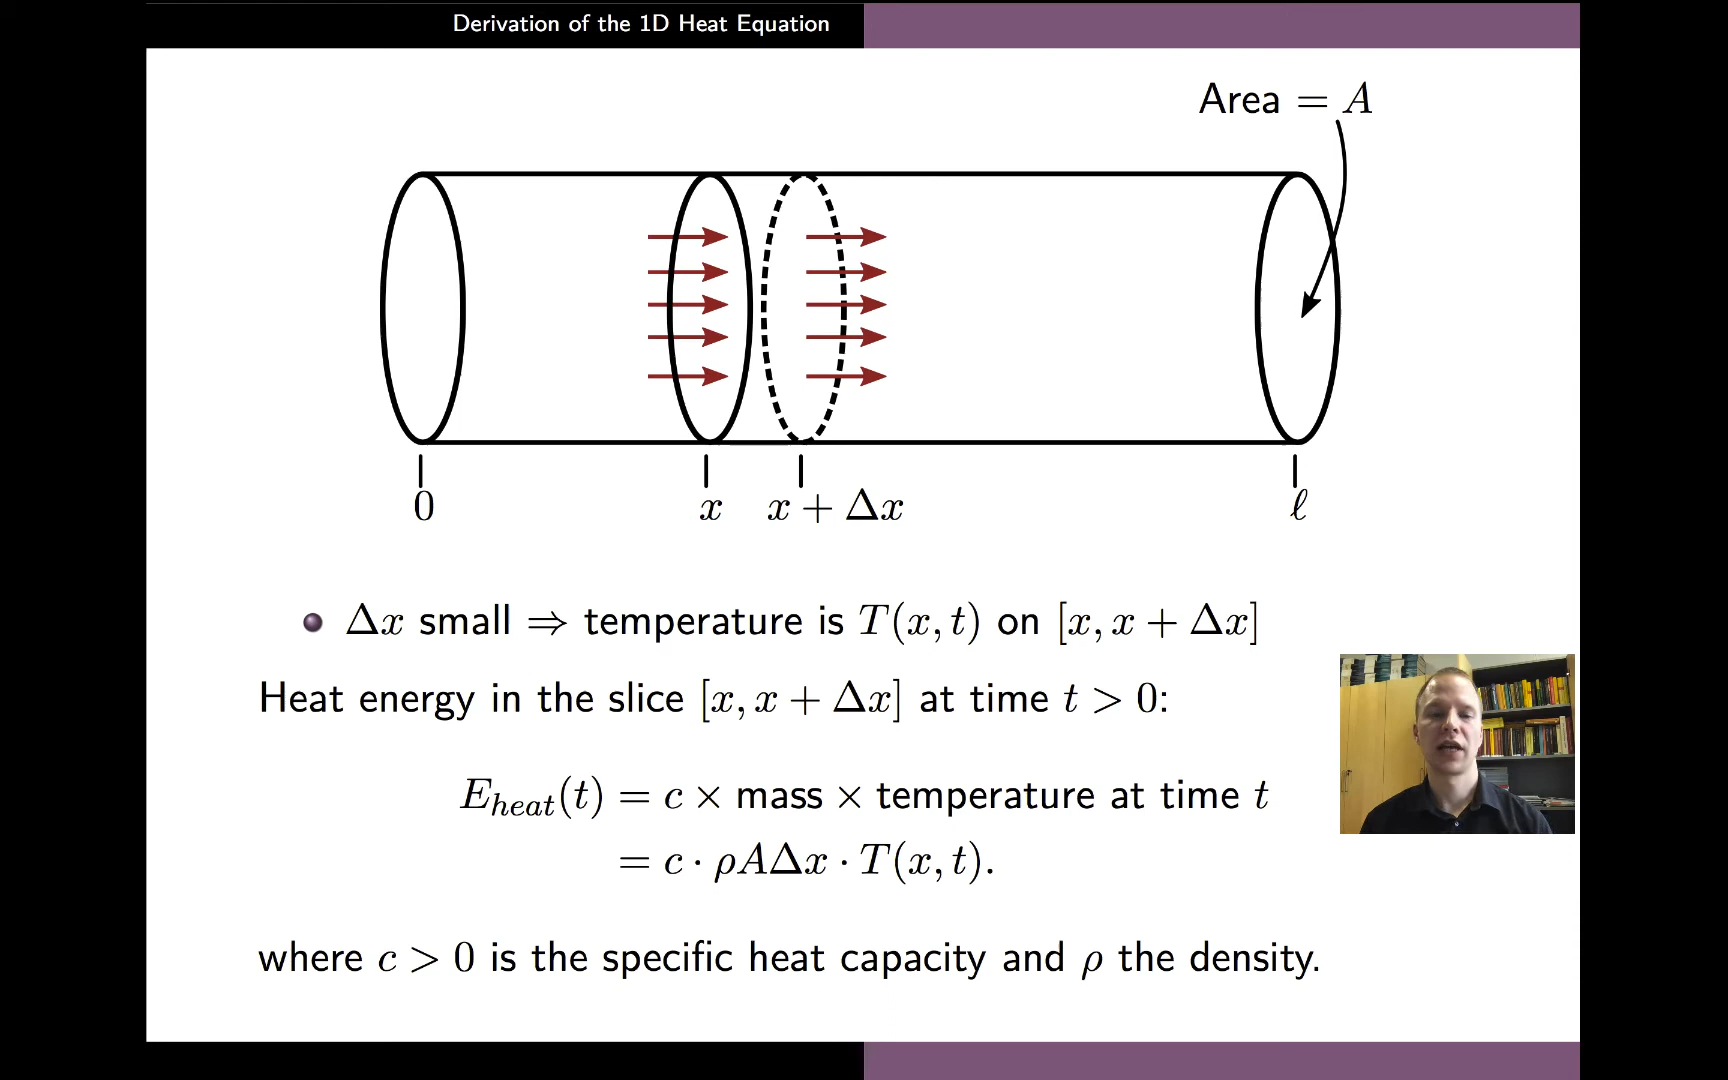 Derivation of the 1D Heat Equation
Area = A
0
x
x + Δx
ℓ
Δx small ⇒ temperature is T(x, t) on [x, x + Δx]
Heat energy in the slice [x, x + Δx] at time t > 0:
E_heat(t) = c × mass × temperature at time t
= c · ρAΔx · T(x, t).
where c > 0 is the specific heat capacity and ρ the density.